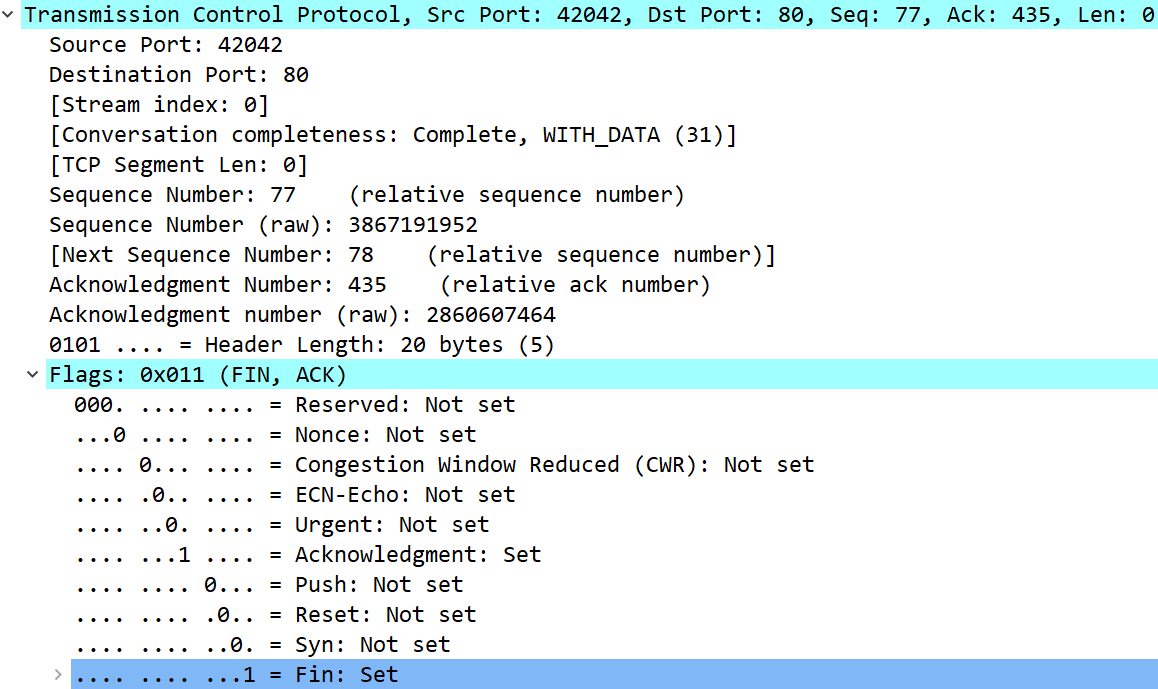 Transmission Control Protocol, Src Port: 42042, Dst Port: 80, Seq: 77, Ack: 435, Len: 0
Source Port: 42042
Destination Port: 80
[Stream index: 0]
[Conversation completeness: Complete, WITH_DATA (31)]
[TCP Segment Len: 0]
Sequence Number: 77    (relative sequence number)
Sequence Number (raw): 3867191952
[Next Sequence Number: 78    (relative sequence number)]
Acknowledgment Number: 435    (relative ack number)
Acknowledgment number (raw): 2860607464
0101 .... = Header Length: 20 bytes (5)
Flags: 0x011 (FIN, ACK)
000. .... .... = Reserved: Not set
...0 .... .... = Nonce: Not set
.... 0... .... = Congestion Window Reduced (CWR): Not set
.... .0.. .... = ECN-Echo: Not set
.... ..0. .... = Urgent: Not set
.... ...1 .... = Acknowledgment: Set
.... .... 0... = Push: Not set
.... .... .0.. = Reset: Not set
.... .... ..0. = Syn: Not set
.... .... ...1 = Fin: Set